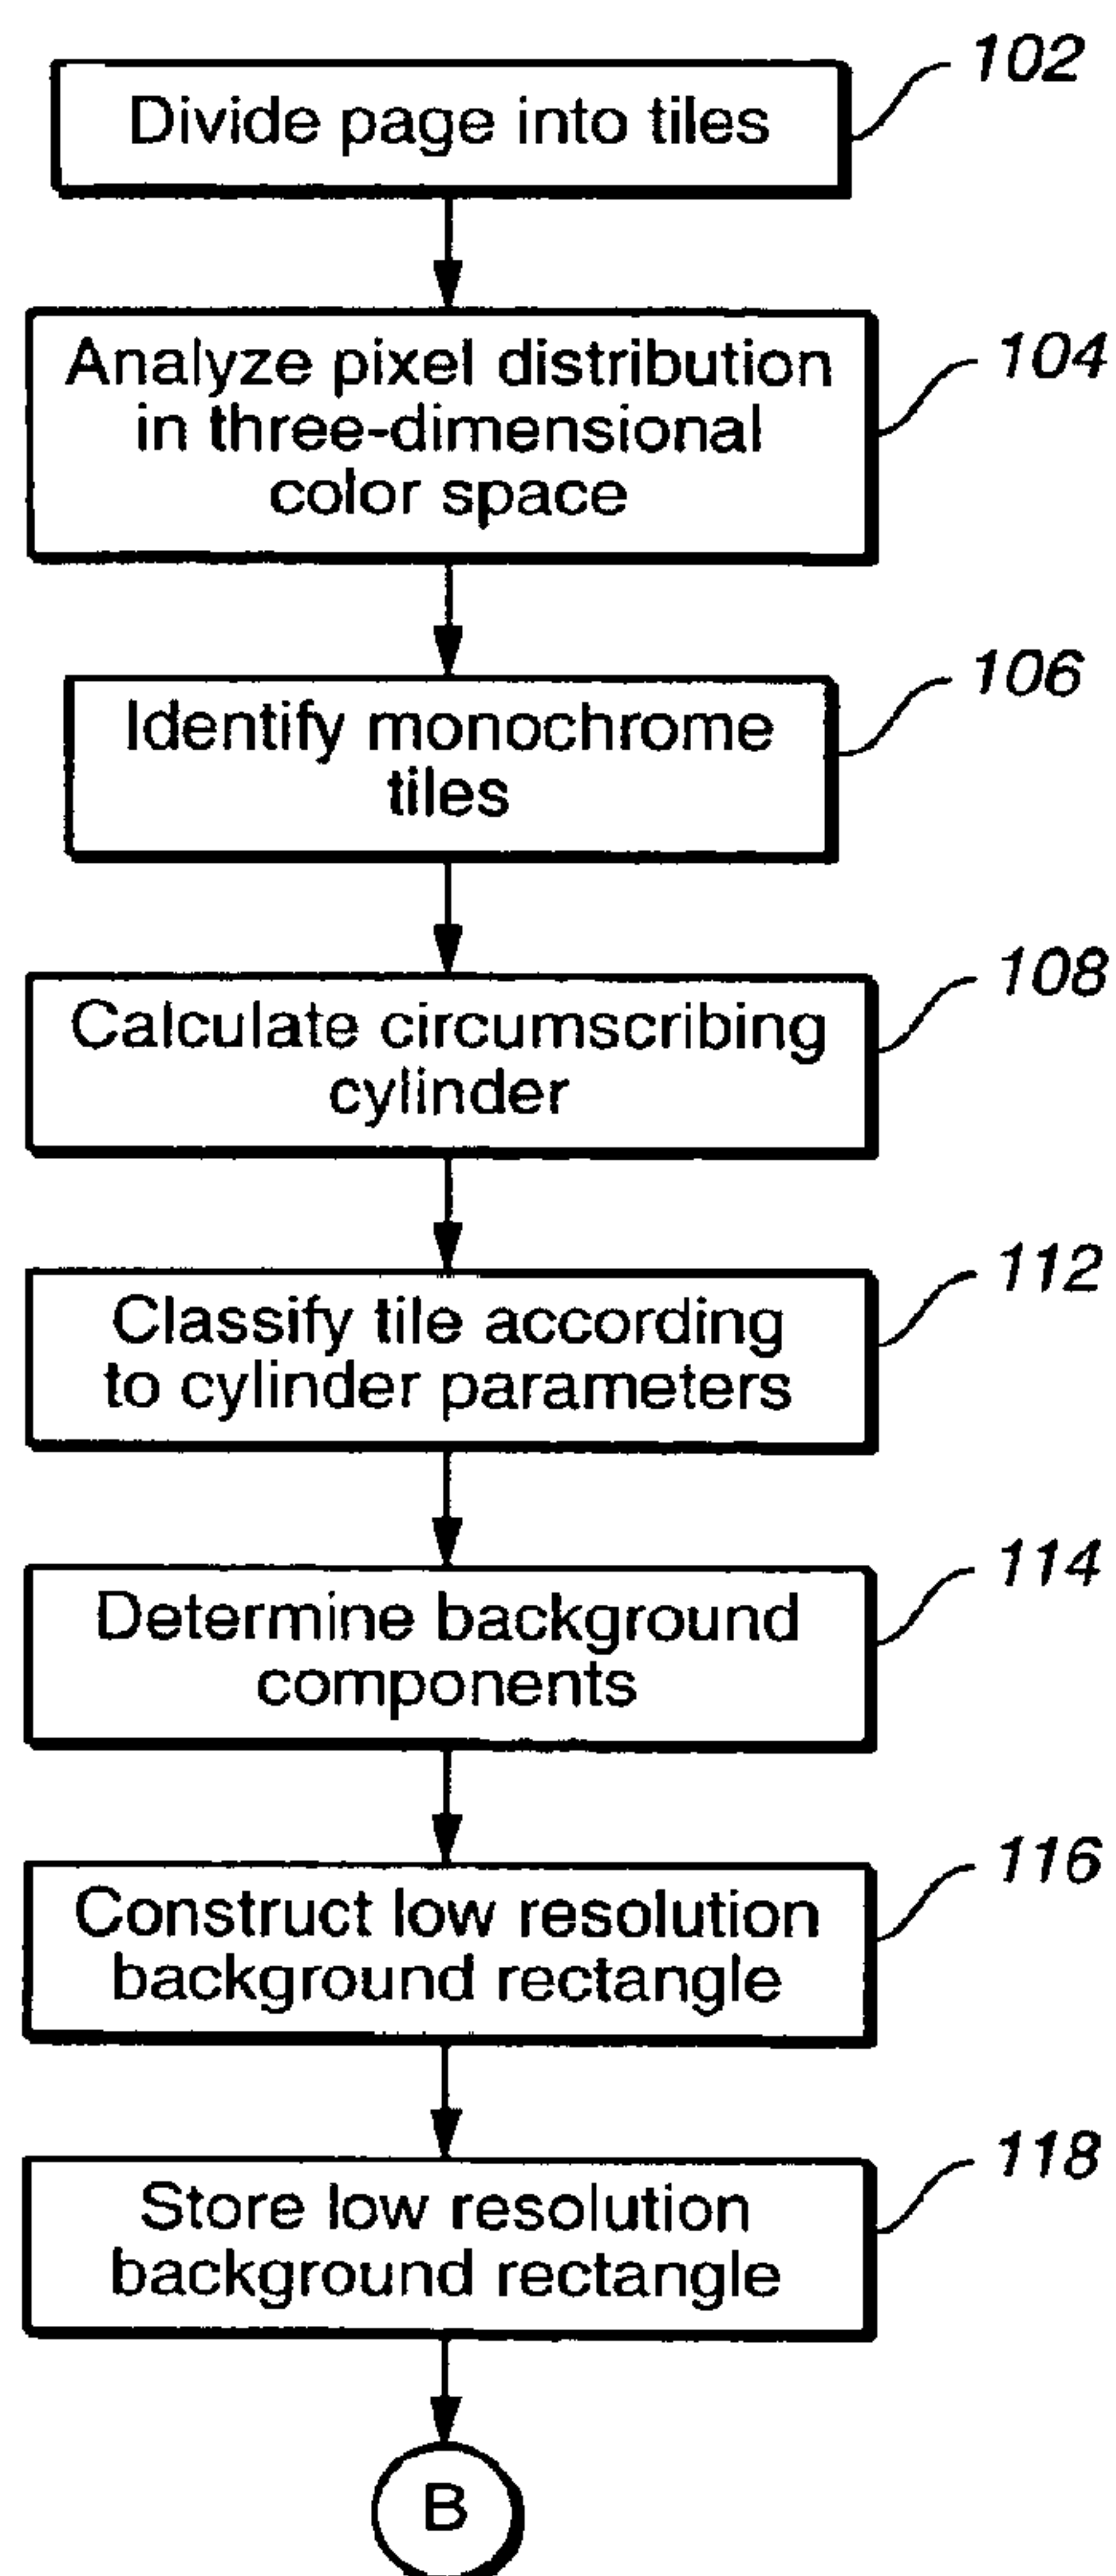 102
Divide page into tiles
104
Analyze pixel distribution
in three-dimensional
color space
106
Identify monochrome
tiles
108
Calculate circumscribing
cylinder
112
Classify tile according
to cylinder parameters
114
Determine background
components
116
Construct low resolution
background rectangle
118
Store low resolution
background rectangle
B